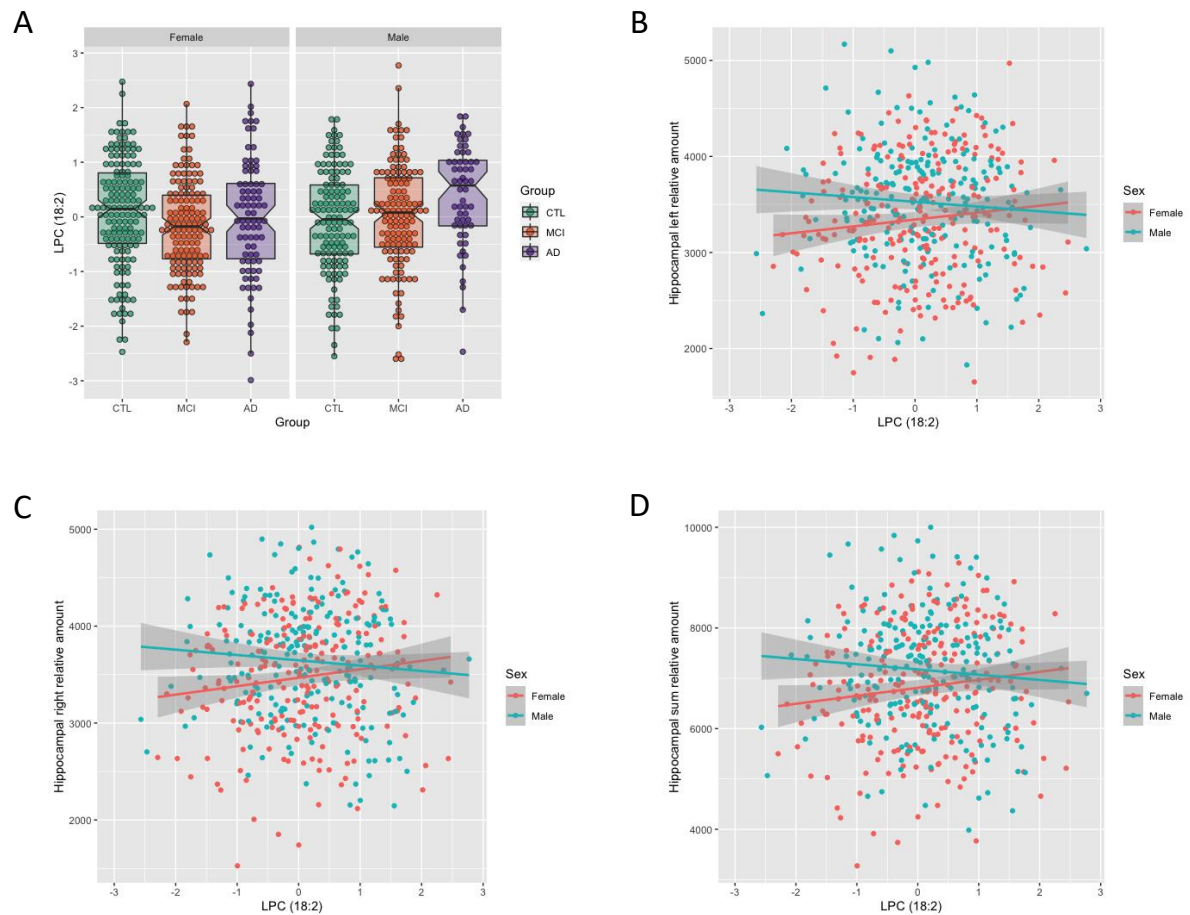 A
Female Male
3
2
1
0
-1
-2
-3
LPC (18:2)
CTL MCI AD CTL MCI AD
Group
Group
CTL
MCI
AD
B
5000
4000
3000
2000
Hippocampal left relative amount
-3 -2 -1 0 1 2 3
LPC (18:2)
Sex
Female
Male
C
5000
4000
3000
2000
Hippocampal right relative amount
-3 -2 -1 0 1 2 3
LPC (18:2)
Sex
Female
Male
D
10000
8000
6000
4000
Hippocampal sum relative amount
-3 -2 -1 0 1 2 3
LPC (18:2)
Sex
Female
Male